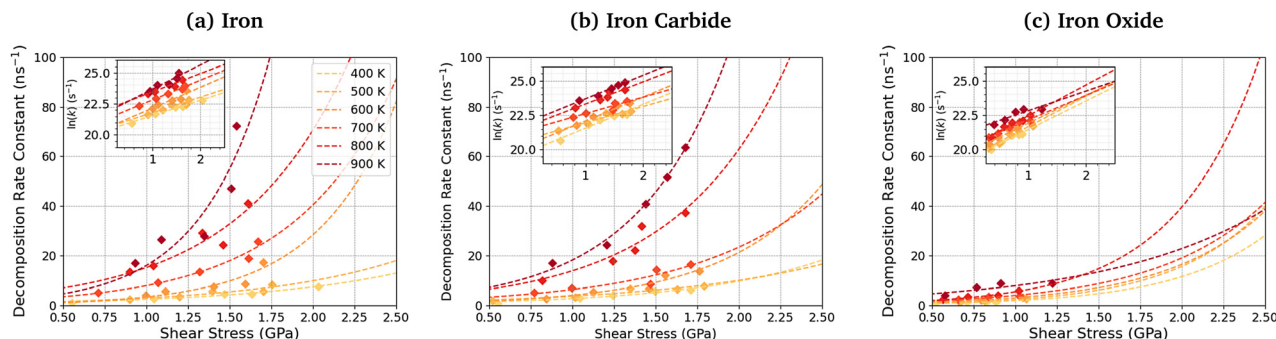 (a) Iron
Decomposition Rate Constant (ns⁻¹)
100
80
60
40
20
0
0.50 0.75 1.00 1.25 1.50 1.75 2.00 2.25 2.50
Shear Stress (GPa)
ln(k) (s⁻¹)
25.0
22.5
20.0
1 2
400 K
500 K
600 K
700 K
800 K
900 K
(b) Iron Carbide
Decomposition Rate Constant (ns⁻¹)
100
80
60
40
20
0
0.50 0.75 1.00 1.25 1.50 1.75 2.00 2.25 2.50
Shear Stress (GPa)
ln(k) (s⁻¹)
25.0
22.5
20.0
1 2
(c) Iron Oxide
Decomposition Rate Constant (ns⁻¹)
100
80
60
40
20
0
0.50 0.75 1.00 1.25 1.50 1.75 2.00 2.25 2.50
Shear Stress (GPa)
ln(k) (s⁻¹)
25.0
22.5
20.0
1 2